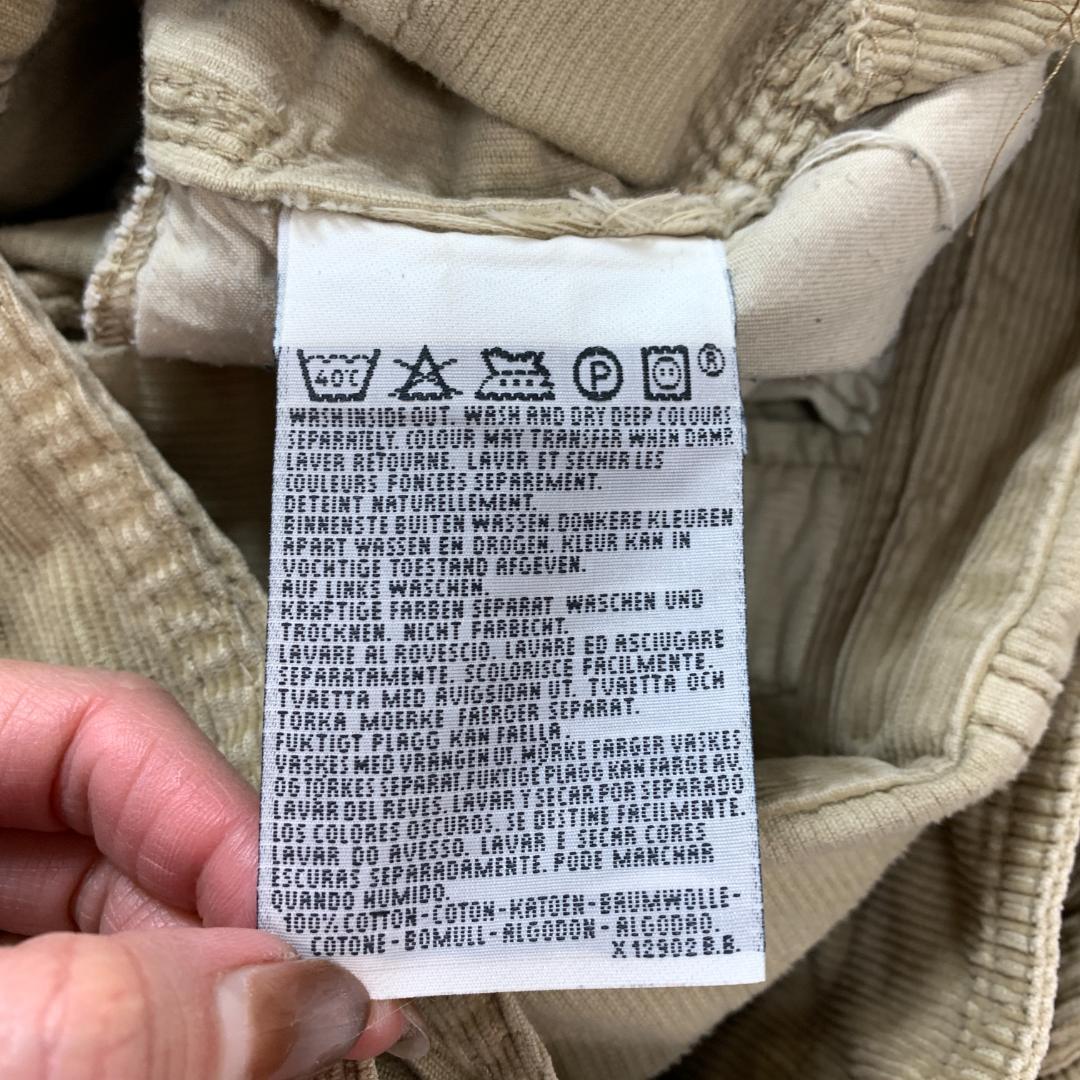 40C P ®
WASH INSIDE OUT. WASH AND DRY DEEP COLOURS
SEPARATELY. COLOUR MAY TRANSFER WHEN DAMP.
LAVER RETOURNE. LAVER ET SECHER LES
COULEURS FONCEES SEPAREMENT.
DETEINT NATURELLEMENT.
BINNENSTE BUITEN WASSEN. DONKERE KLEUREN
APART WASSEN EN DROGEN. KLEUR KAN IN
VOCHTIGE TOESTAND AFGEVEN.
AUF LINKS WASCHEN.
KRAFTIGE FARBEN SEPARAT WASCHEN UND
TROCKNEN. NICHT FARBECHT.
LAVARE AL ROVESCIO. LAVARE ED ASCIUGARE
SEPARATAMENTE. SCOLORISCE FACILMENTE.
TVAETTA MED AVIGSIDAN UT. TVAETTA OCH
TORKA MOERKE FAERGER SEPARAT.
FUKTIGT PLAGG KAN FAELLA.
VASKES MED VRANGEN UT. MORKE FARGER VASKES
OG TORKES SEPARAT. FUKTIGE PLAGG KAN FARGE AV.
LAVAR DEL REVES. LAVAR Y SECAR POR SEPARADO
LOS COLORES OSCUROS. SE DESTINE FACILMENTE.
LAVAR DO AVESSO. LAVAR I SECAR CORES
ESCURAS SEPARADAMENTE. PODE MANCHAR
QUANDO HUMIDO.
100% COTTON-COTON-KATOEN-BAUMWOLLE-
COTONE-BOMULL-ALGODON-ALGODAO.
X12902 B.B.